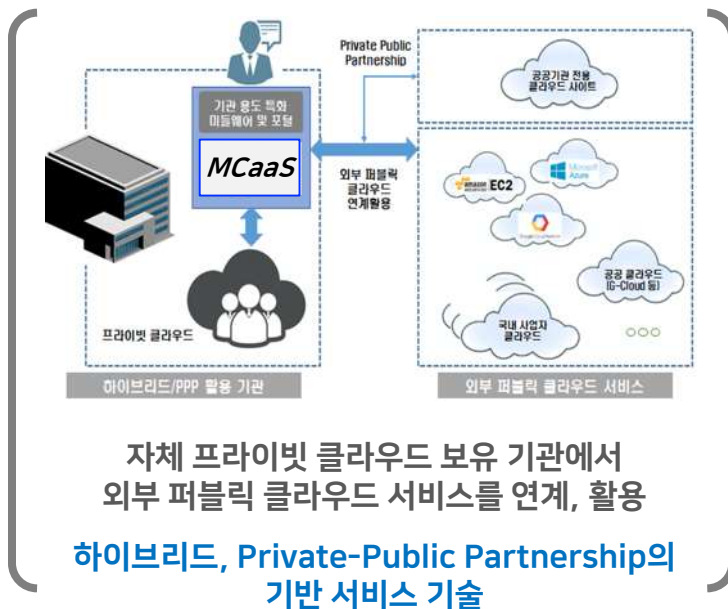 Private Public
Partnership
공공기관 전용
클라우드 사이트
기관 용도 특화
미들웨어 및 포털
MCaaS
외부 퍼블릭
클라우드
연계활용
amazon
EC2
Microsoft
Azure
Google Cloud Platform
공공 클라우드
(G-Cloud 등)
국내 사업자
클라우드
○○○
프라이빗 클라우드
하이브리드/PPP 활용 기관
외부 퍼블릭 클라우드 서비스
자체 프라이빗 클라우드 보유 기관에서
외부 퍼블릭 클라우드 서비스를 연계, 활용
하이브리드, Private-Public Partnership의
기반 서비스 기술